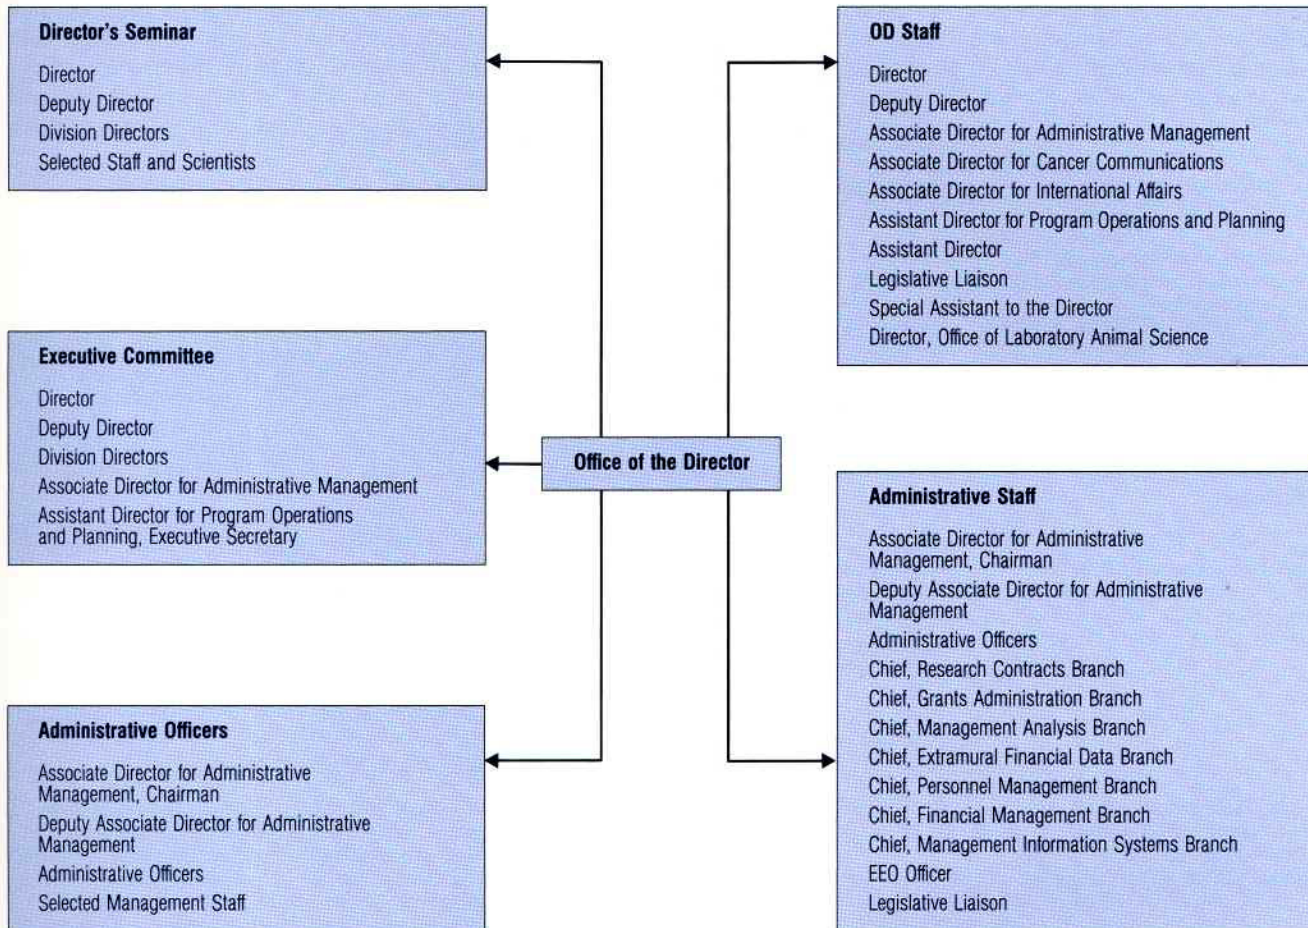 Director's Seminar
Director
Deputy Director
Division Directors
Selected Staff and Scientists
Executive Committee
Director
Deputy Director
Division Directors
Associate Director for Administrative Management
Assistant Director for Program Operations
and Planning, Executive Secretary
Administrative Officers
Associate Director for Administrative
Management, Chairman
Deputy Associate Director for Administrative
Management
Administrative Officers
Selected Management Staff
Office of the Director
OD Staff
Director
Deputy Director
Associate Director for Administrative Management
Associate Director for Cancer Communications
Associate Director for International Affairs
Assistant Director for Program Operations and Planning
Assistant Director
Legislative Liaison
Special Assistant to the Director
Director, Office of Laboratory Animal Science
Administrative Staff
Associate Director for Administrative
Management, Chairman
Deputy Associate Director for Administrative
Management
Administrative Officers
Chief, Research Contracts Branch
Chief, Grants Administration Branch
Chief, Management Analysis Branch
Chief, Extramural Financial Data Branch
Chief, Personnel Management Branch
Chief, Financial Management Branch
Chief, Management Information Systems Branch
EEO Officer
Legislative Liaison